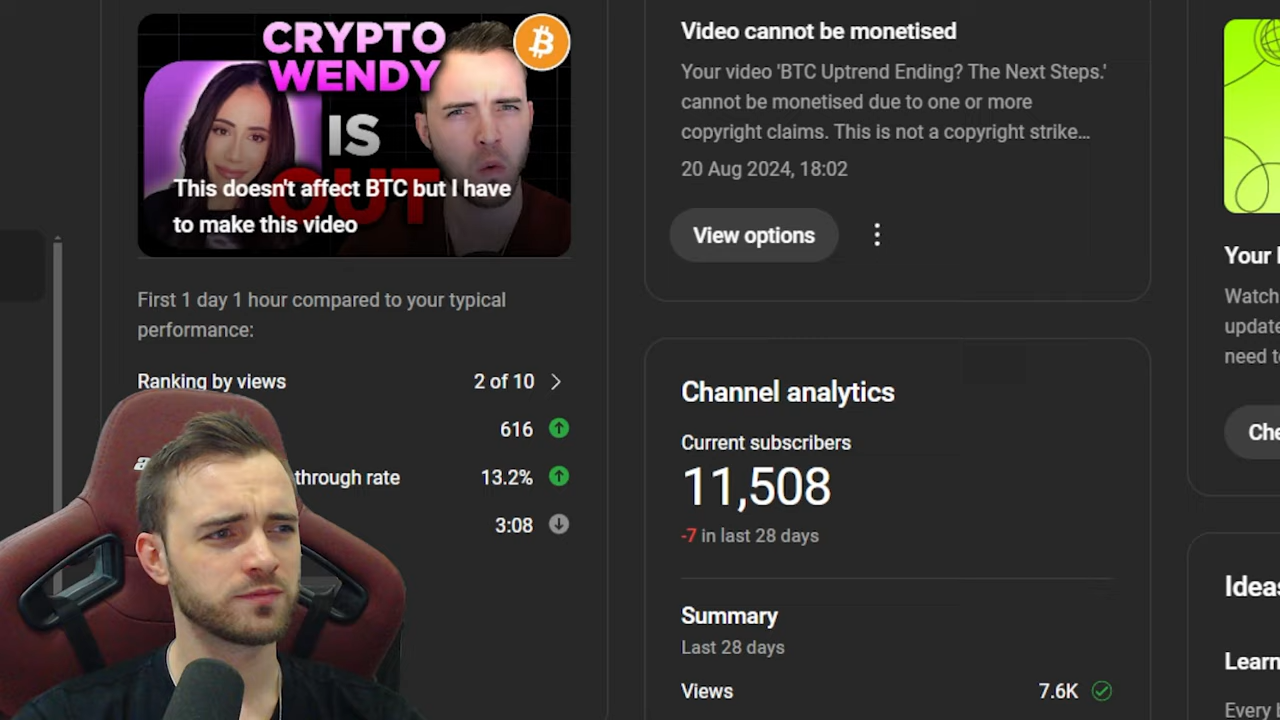 CRYPTO
WENDY
IS
OUT
This doesn't affect BTC but I have
to make this video
First 1 day 1 hour compared to your typical
performance:
Ranking by views 2 of 10
616
through rate 13.2%
3:08
Video cannot be monetised
Your video 'BTC Uptrend Ending? The Next Steps.'
cannot be monetised due to one or more
copyright claims. This is not a copyright strike...
20 Aug 2024, 18:02
View options
Channel analytics
Current subscribers
11,508
-7 in last 28 days
Summary
Last 28 days
Views 7.6K
Your
Watch
update
need to
Che
Ideas
Learn
Every